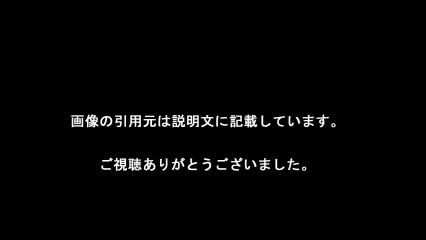 画像の引用元は説明文に記載しています。
ご視聴ありがとうございました。